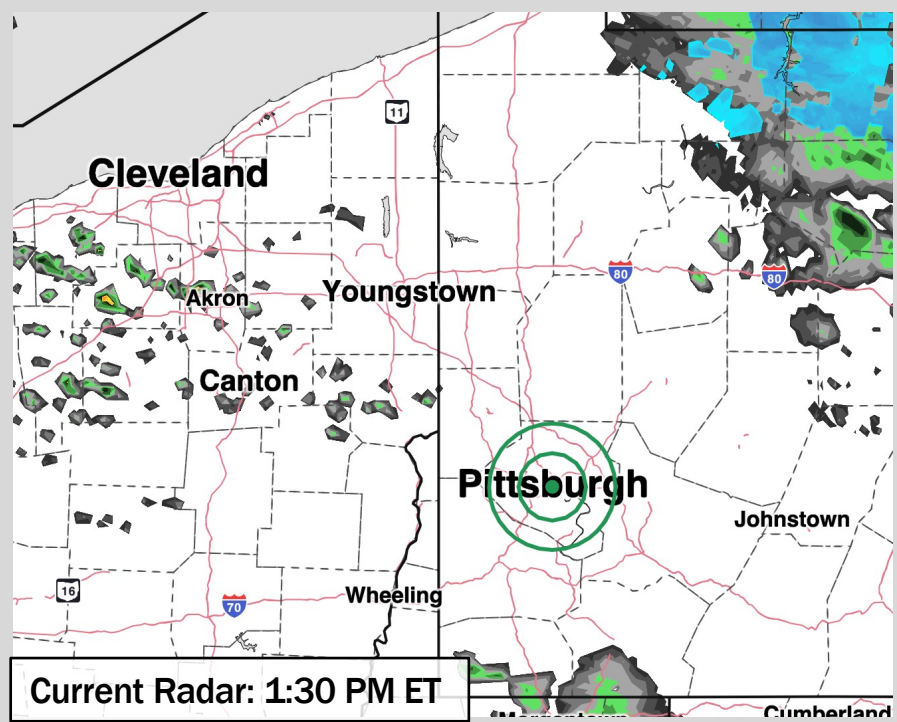 11
Cleveland
80
80
Akron
Youngstown
Canton
Pittsburgh
Johnstown
16
70
Wheeling
Current Radar: 1:30 PM ET
Morgantown
Cumberland